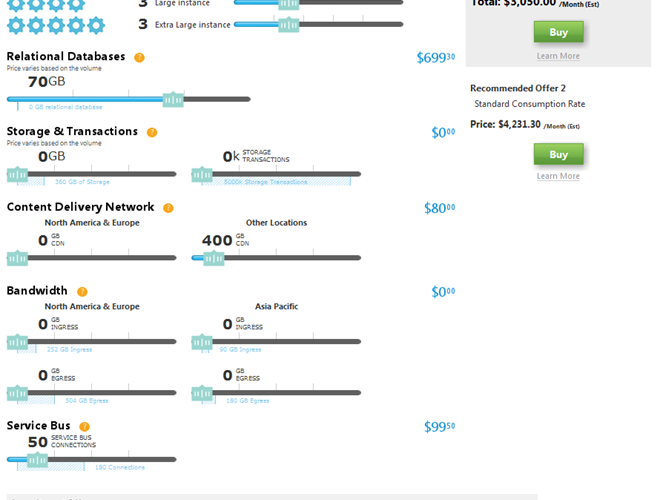 3 Large instance
3 Extra Large instance
Total: $3,050.00 /Month (Est)
Buy
Learn More
Relational Databases ? $699 30
Price varies based on the volume
70 GB
0 GB relational database
Recommended Offer 2
Standard Consumption Rate
Price: $4,231.30 /Month (Est)
Buy
Learn More
Storage & Transactions ? $0 00
Price varies based on the volume
0 GB
0k STORAGE TRANSACTIONS
360 GB of Storage
5000k Storage Transactions
Content Delivery Network ? $80 00
North America & Europe Other Locations
0 GB CDN
400 GB CDN
Bandwidth ? $0 00
North America & Europe Asia Pacific
0 GB INGRESS
0 GB INGRESS
252 GB Ingress
90 GB Ingress
0 GB EGRESS
0 GB EGRESS
504 GB Egress
180 GB Egress
Service Bus ? $99 50
50 SERVICE BUS CONNECTIONS
180 Connections